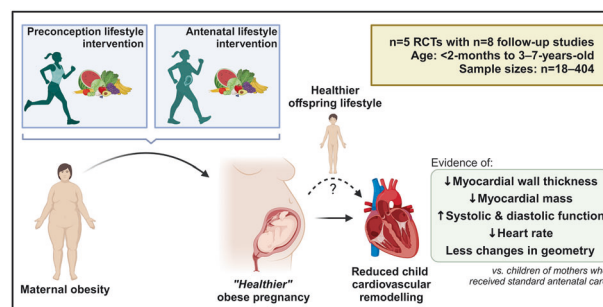 Preconception lifestyle
intervention
Antenatal lifestyle
intervention
n=5 RCTs with n=8 follow-up studies
Age: <2-months to 3–7-years-old
Sample sizes: n=18–404
Healthier
offspring lifestyle
?
Maternal obesity
"Healthier"
obese pregnancy
Reduced child
cardiovascular
remodelling
Evidence of:
↓Myocardial wall thickness
↓Myocardial mass
↑Systolic & diastolic function
↓Heart rate
Less changes in geometry
vs. children of mothers who
received standard antenatal care